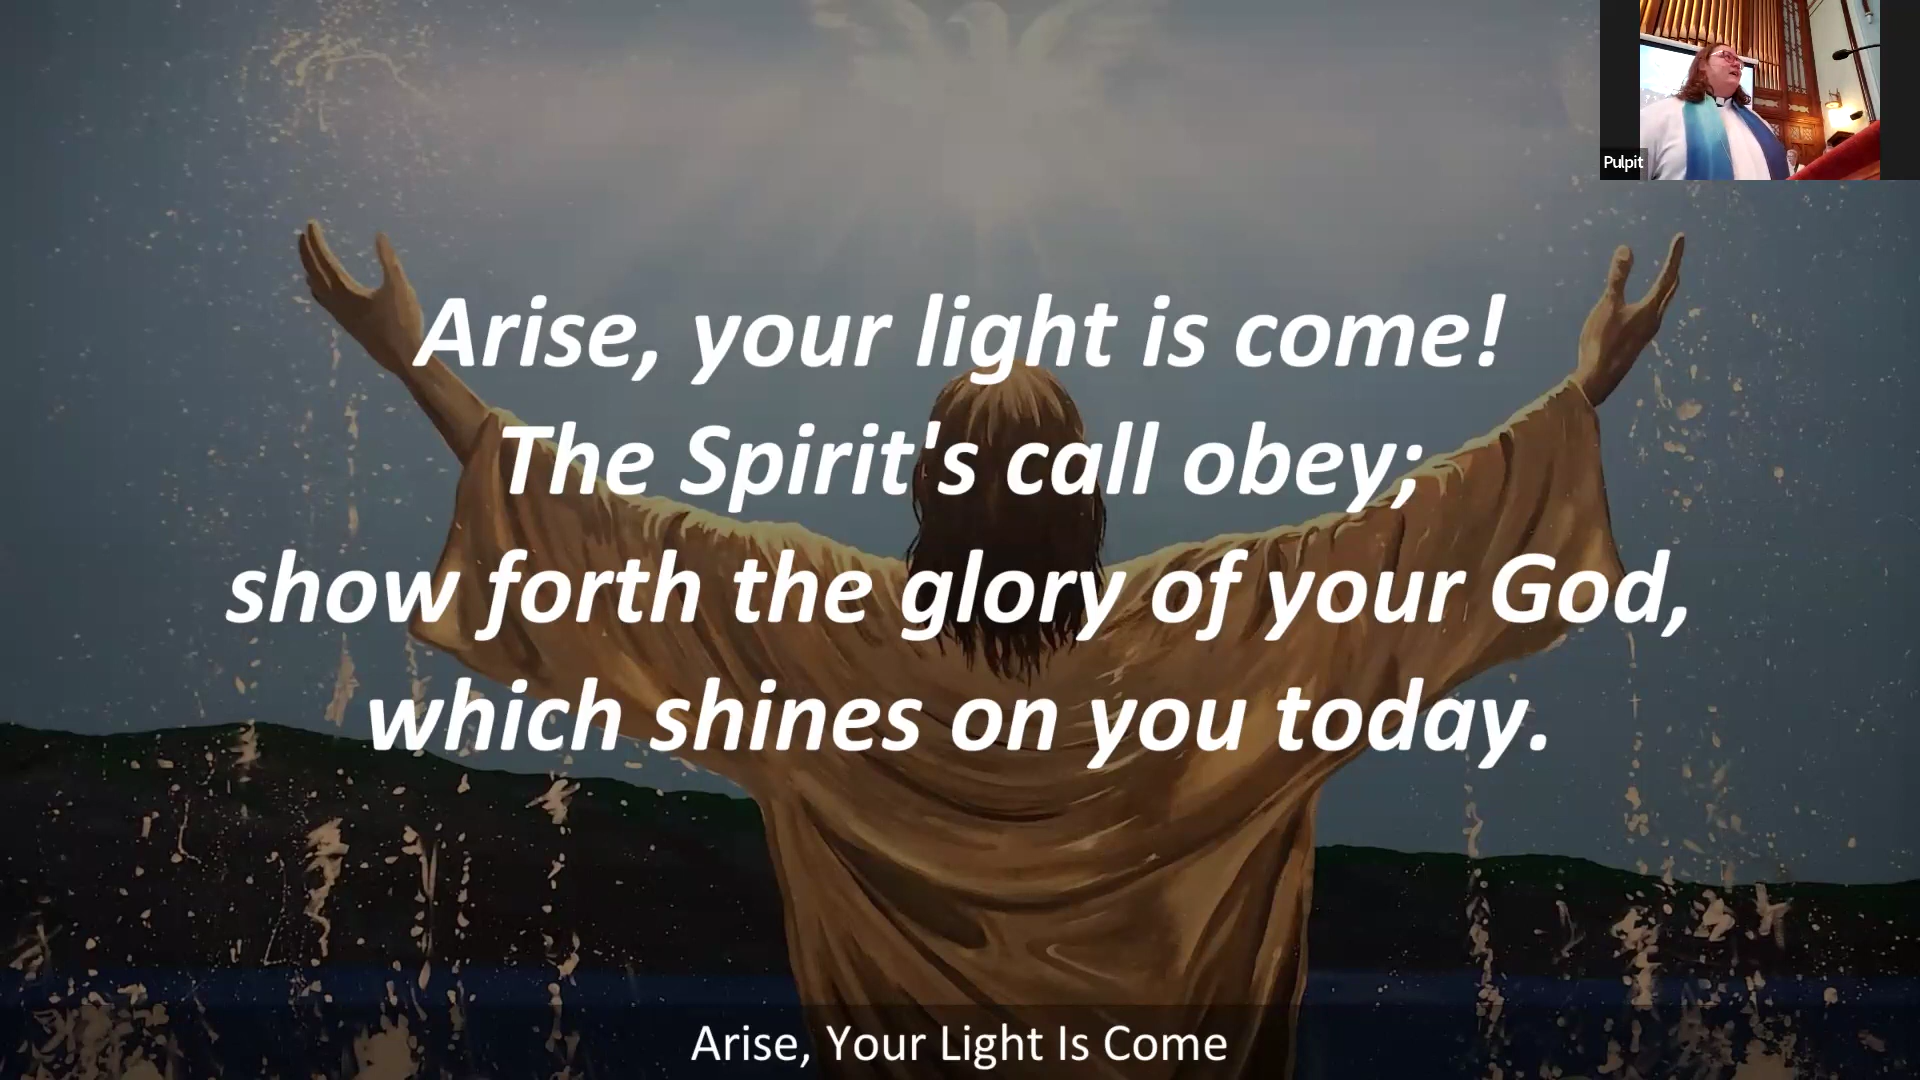 Pulpit
Arise, your light is come!
The Spirit's call obey;
show forth the glory of your God,
which shines on you today.
Arise, Your Light Is Come